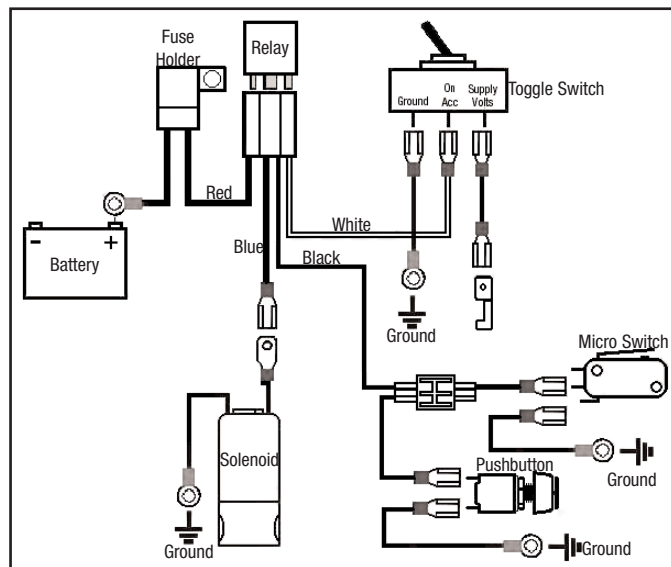 Fuse
Holder
Relay
Ground
On
Acc
Supply
Volts
Toggle Switch
Red
White
Blue
Black
- +
Battery
Ground
Micro Switch
Solenoid
Pushbutton
Ground
Ground
Ground